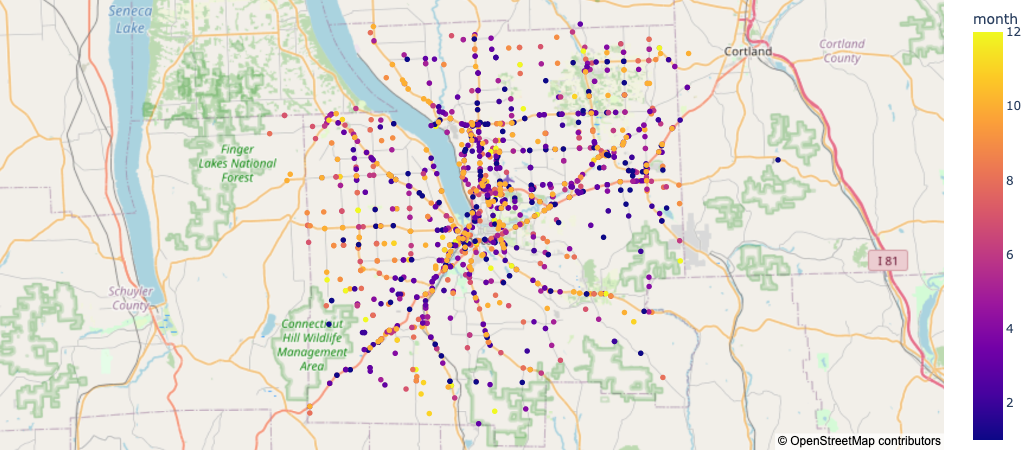 Seneca
Lake
Cortland
Cortland
County
Finger
Lakes National
Forest
I 81
Schuyler
County
Connecticut
Hill Wildlife
Management
Area
© OpenStreetMap contributors
month
12
10
8
6
4
2